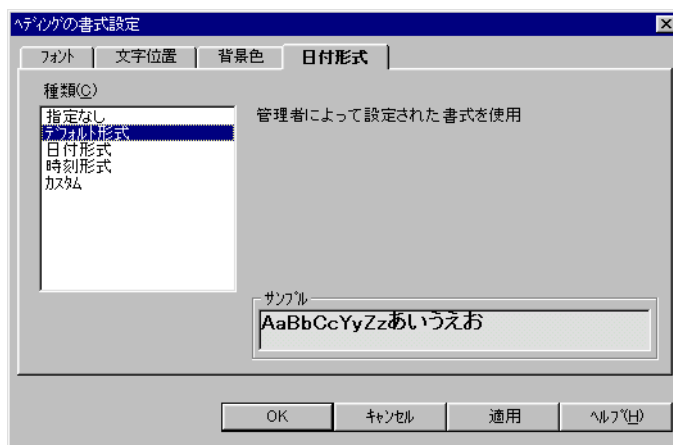 ﾍﾃﾞｨﾝｸﾞの書式設定
ﾌｫﾝﾄ
文字位置
背景色
日付形式
種類(C)
指定なし
ﾃﾞﾌｫﾙﾄ形式
日付形式
時刻形式
ｶｽﾀﾑ
管理者によって設定された書式を使用
ｻﾝﾌﾟﾙ
AaBbCcYyZzあいうえお
OK
ｷｬﾝｾﾙ
適用
ﾍﾙﾌﾟ(H)